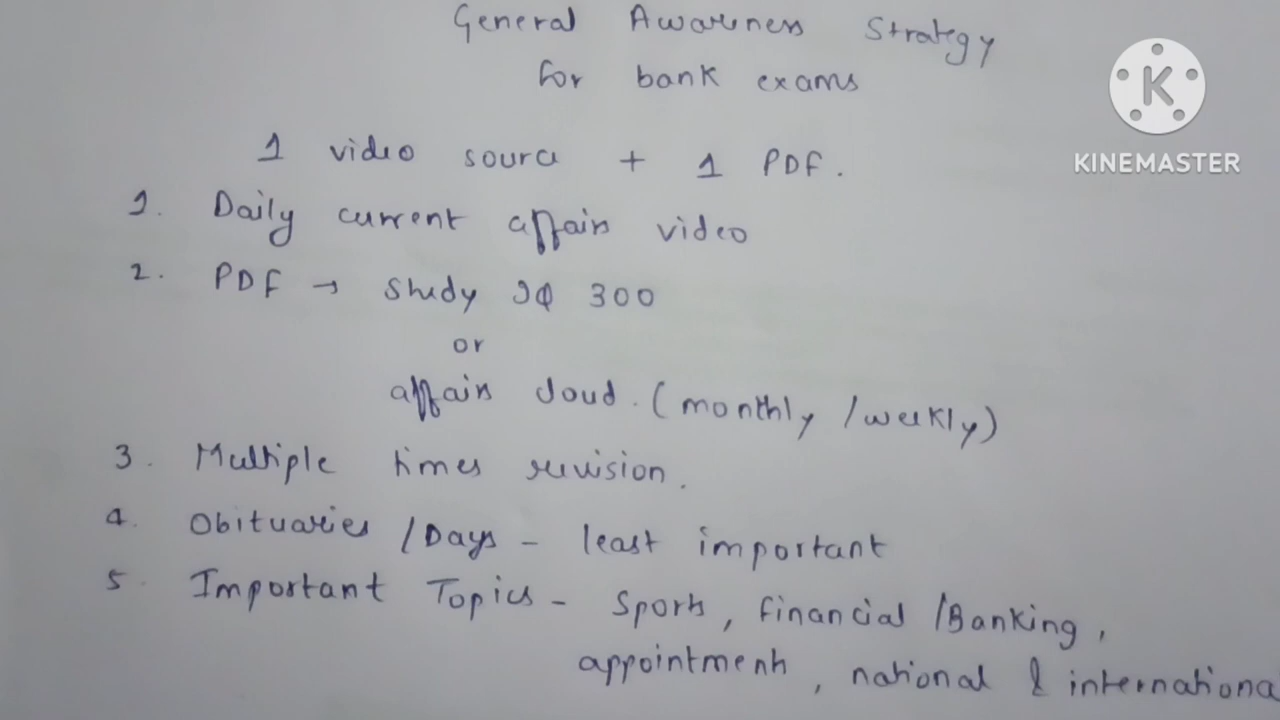 General Awareness Strategy
for bank exams
K
KINEMASTER
1 video source + 1 PDF.
1. Daily current affairs video
2. PDF → Study IQ 300
or
affairs cloud. (monthly /weekly)
3. Multiple times revision.
4. Obituaries /Days - least important
5. Important Topics - Sports, financial /Banking,
appointments, national & internationa